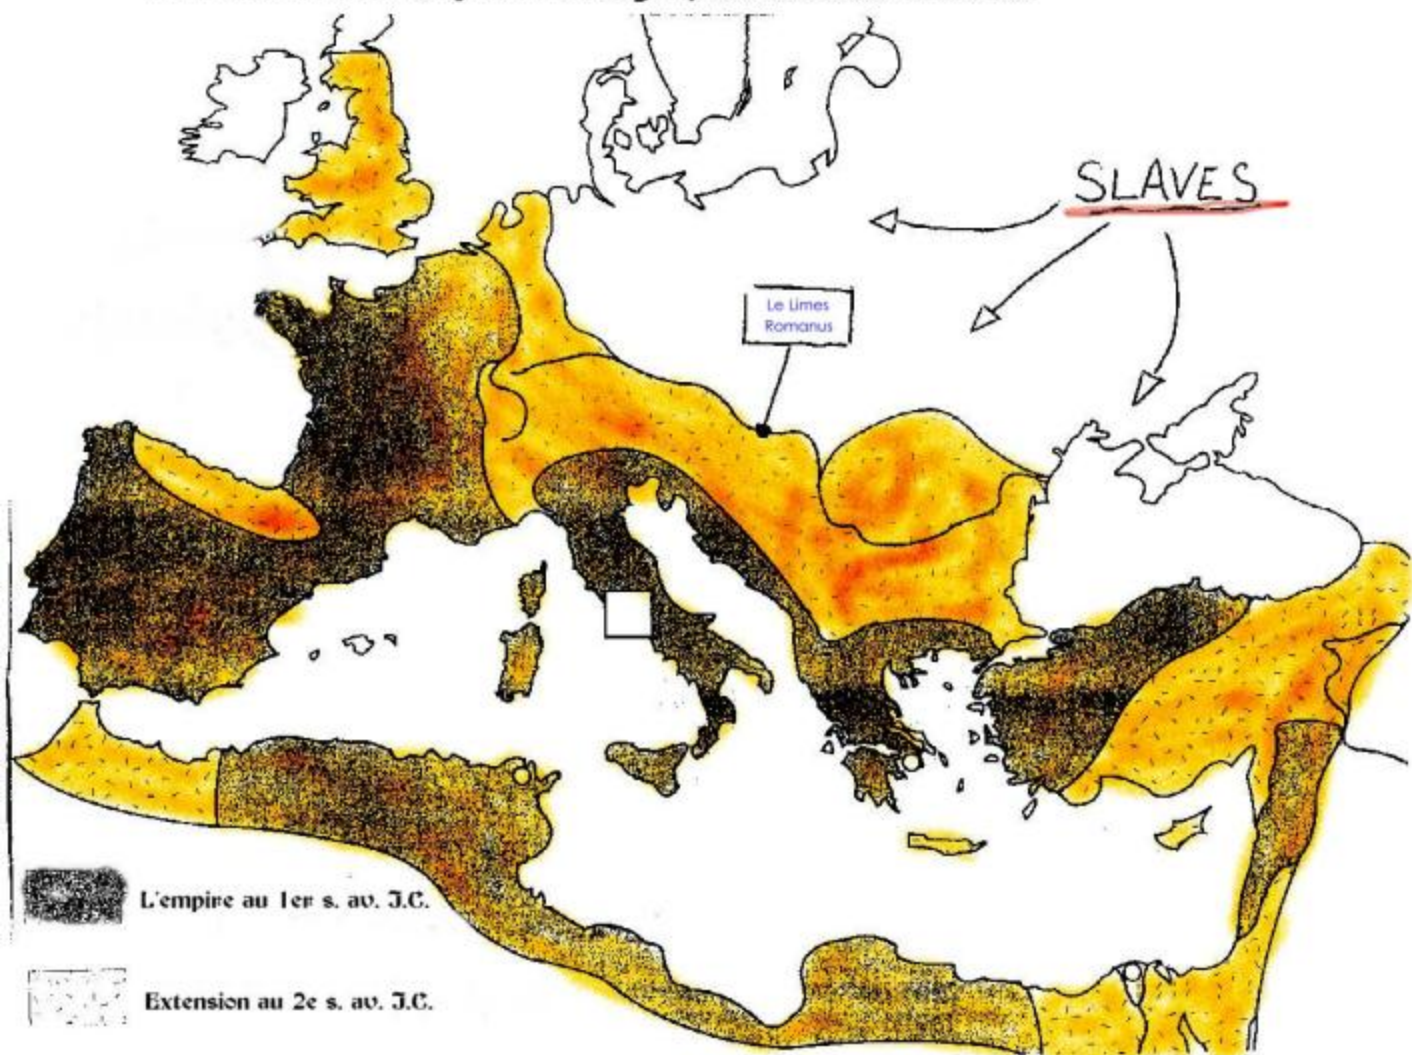 SLAVES
Le Limes
Romanus
L'empire au 1er s. av. J.C.
Extension au 2e s. av. J.C.